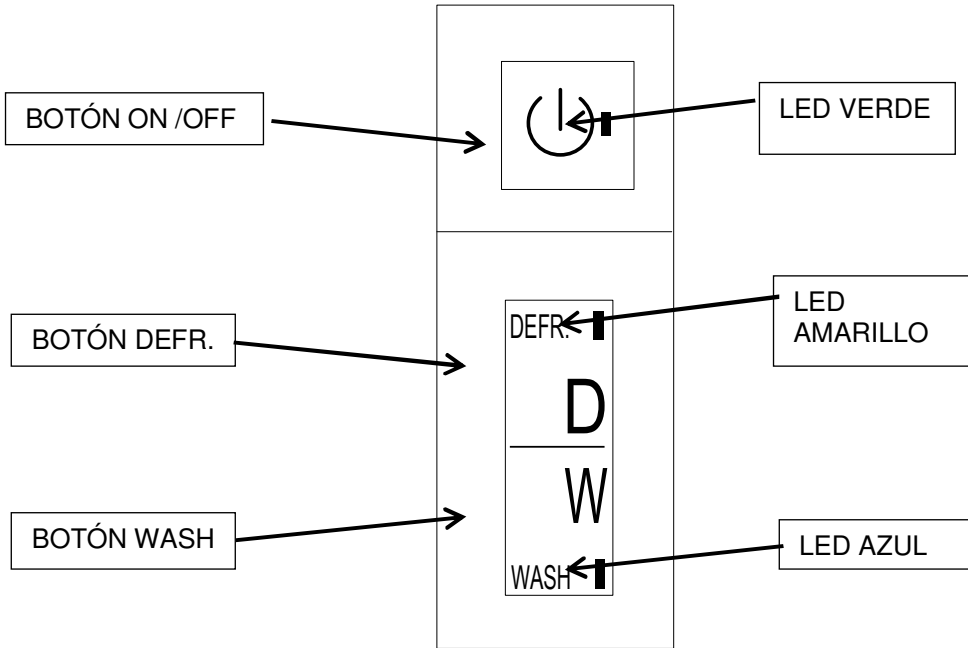 BOTÓN ON /OFF
LED VERDE
DEFR.
LED
AMARILLO
BOTÓN DEFR.
D
W
BOTÓN WASH
LED AZUL
WASH